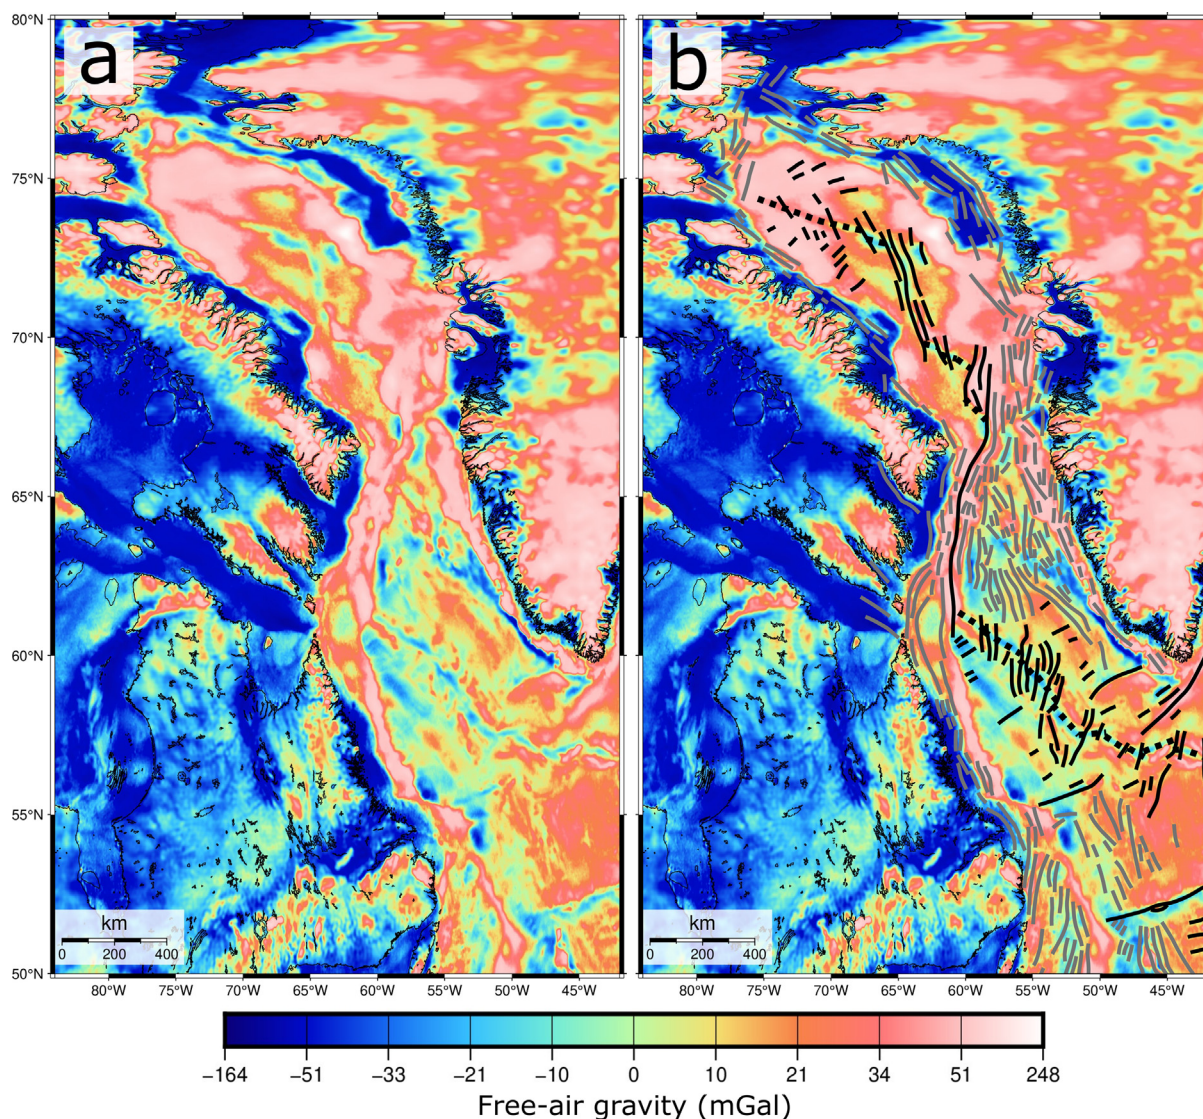 a
b
80°N
75°N
70°N
65°N
60°N
55°N
50°N
km
0 200 400
km
0 200 400
80°W 75°W 70°W 65°W 60°W 55°W 50°W 45°W
80°W 75°W 70°W 65°W 60°W 55°W 50°W 45°W
−164 −51 −33 −21 −10 0 10 21 34 51 248
Free-air gravity (mGal)